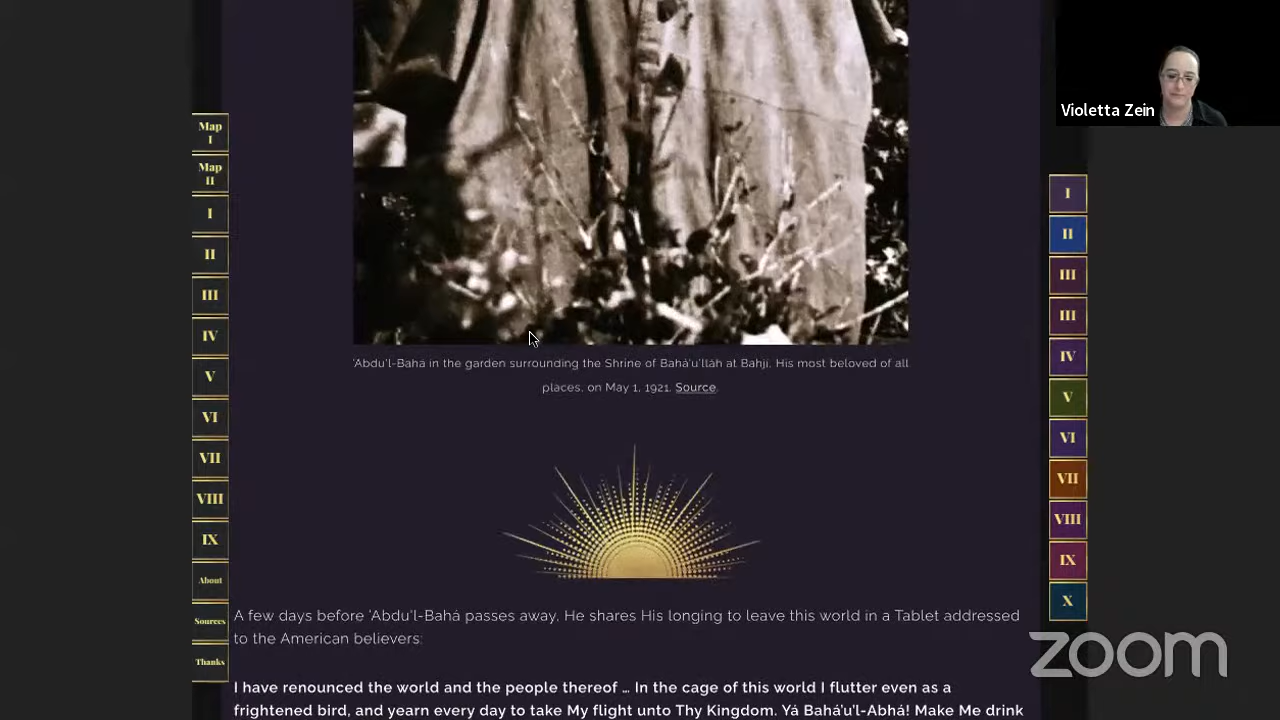 Violetta Zein
Map
I
Map
II
I
II
III
IV
V
VI
VII
VIII
IX
About
Sources
Thanks
I
II
III
III
IV
V
VI
VII
VIII
IX
X
'Abdu'l-Bahá in the garden surrounding the Shrine of Bahá'u'lláh at Bahjí, His most beloved of all
places, on May 1, 1921. Source.
A few days before 'Abdu'l-Bahá passes away, He shares His longing to leave this world in a Tablet addressed
to the American believers:
I have renounced the world and the people thereof … In the cage of this world I flutter even as a
frightened bird, and yearn every day to take My flight unto Thy Kingdom. Yá Bahá'u'l-Abhá! Make Me drink
zoom